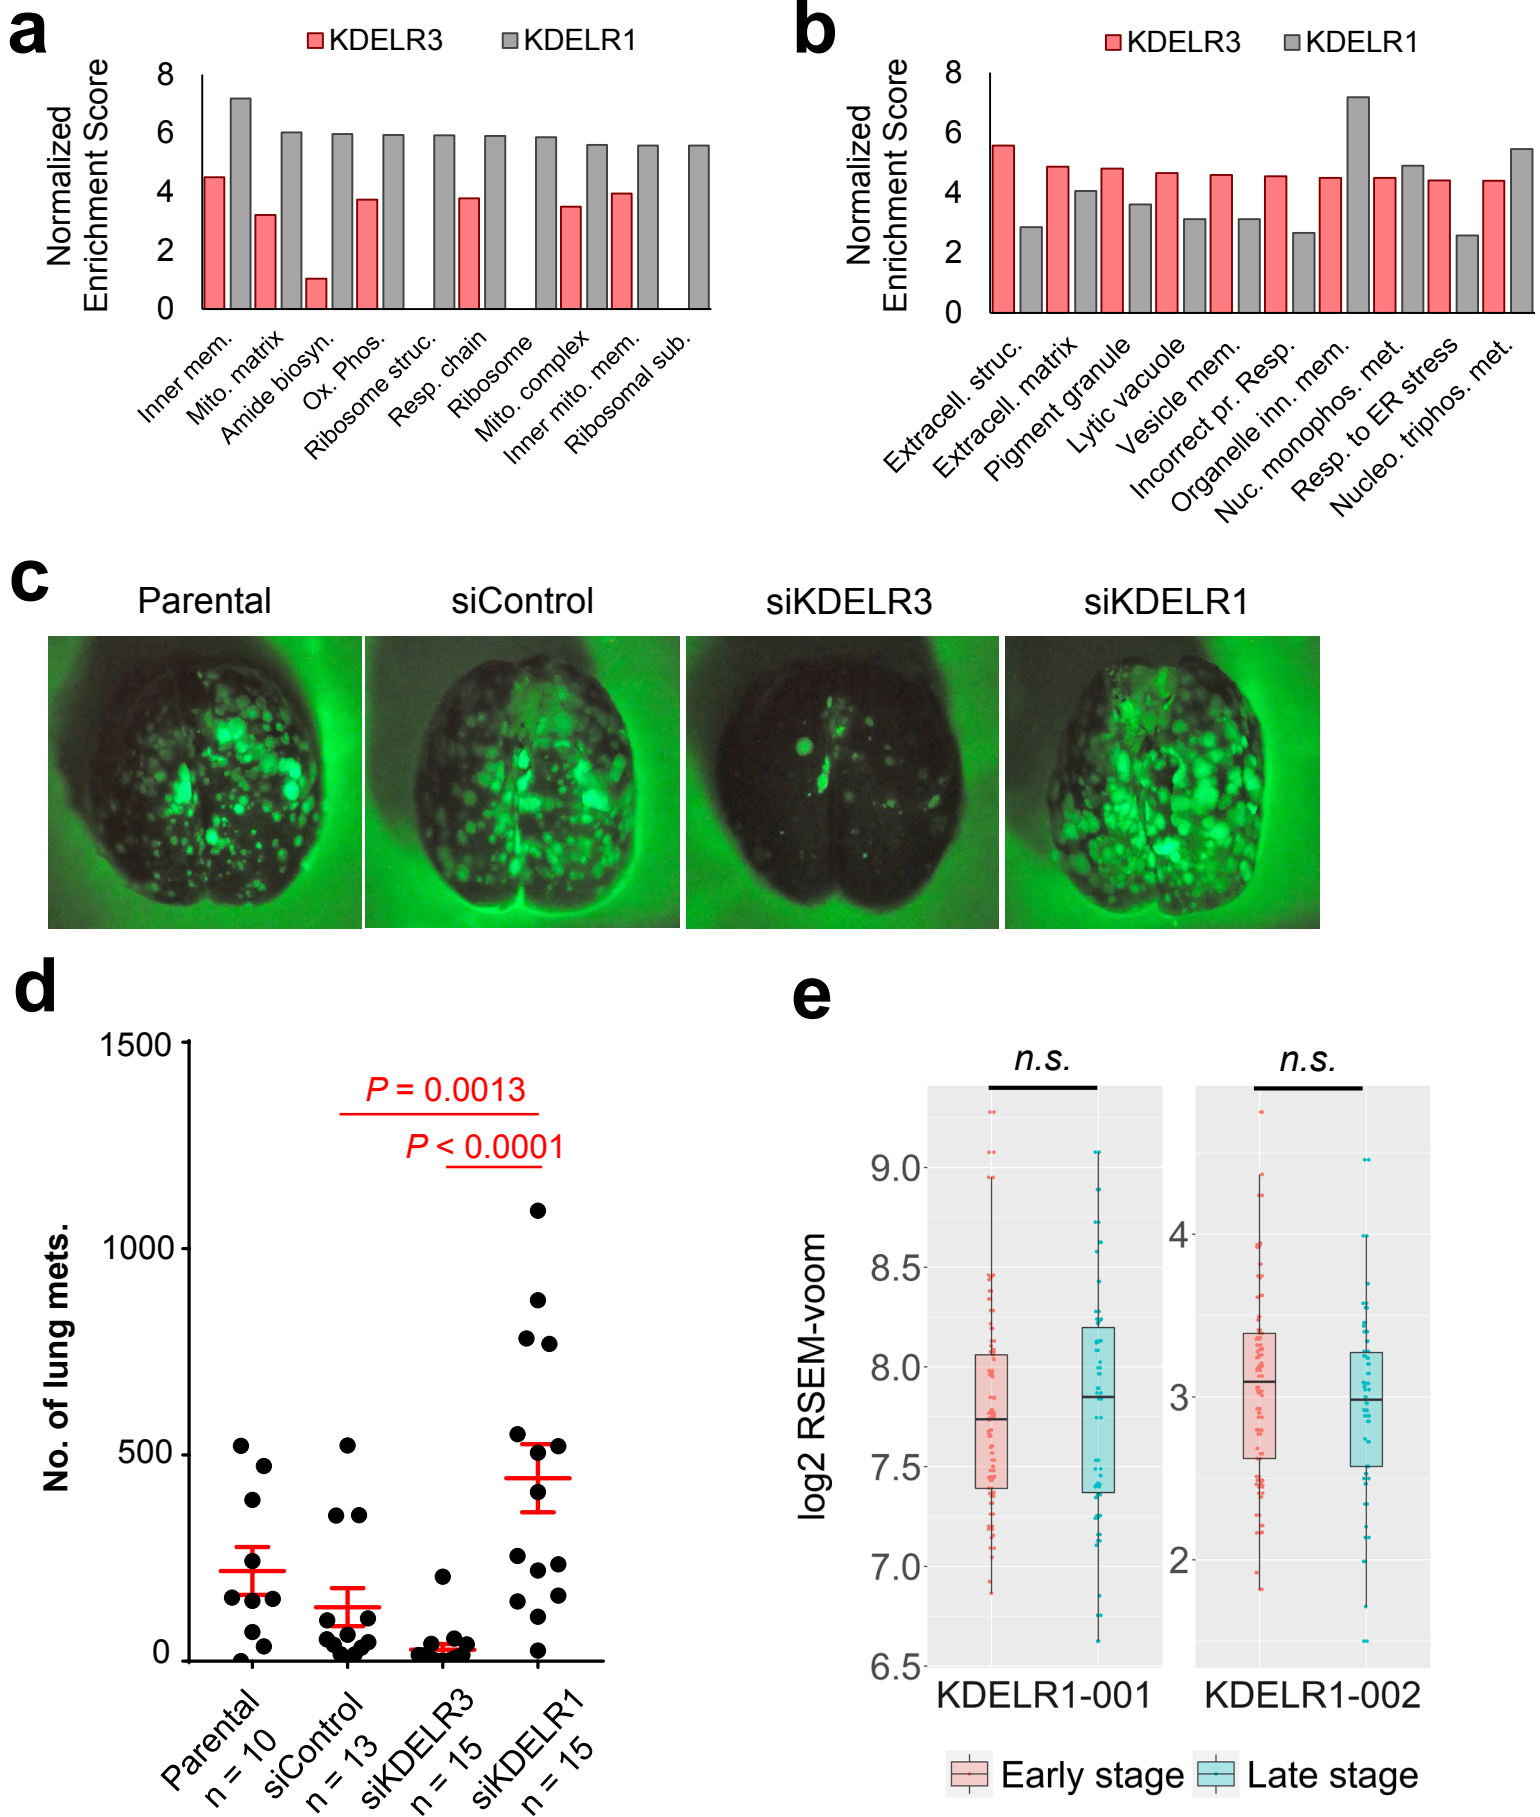 a
KDELR3 KDELR1
Normalized
Enrichment Score
8
6
4
2
0
Inner mem.
Mito. matrix
Amide biosyn.
Ox. Phos.
Ribosome struc.
Resp. chain
Ribosome
Mito. complex
Inner mito. mem.
Ribosomal sub.
b
KDELR3 KDELR1
Normalized
Enrichment Score
8
6
4
2
0
Extracell. struc.
Extracell. matrix
Pigment granule
Lytic vacuole
Vesicle mem.
Incorrect pr. Resp.
Organelle inn. mem.
Nuc. monophos. met.
Resp. to ER stress
Nucleo. triphos. met.
c
Parental siControl siKDELR3 siKDELR1
d
No. of lung mets.
1500
1000
500
0
P = 0.0013
P < 0.0001
Parental
n = 10
siControl
n = 13
siKDELR3
n = 15
siKDELR1
n = 15
e
log2 RSEM-voom
n.s. n.s.
9.0
8.5
8.0
7.5
7.0
6.5
4
3
2
KDELR1-001 KDELR1-002
Early stage Late stage